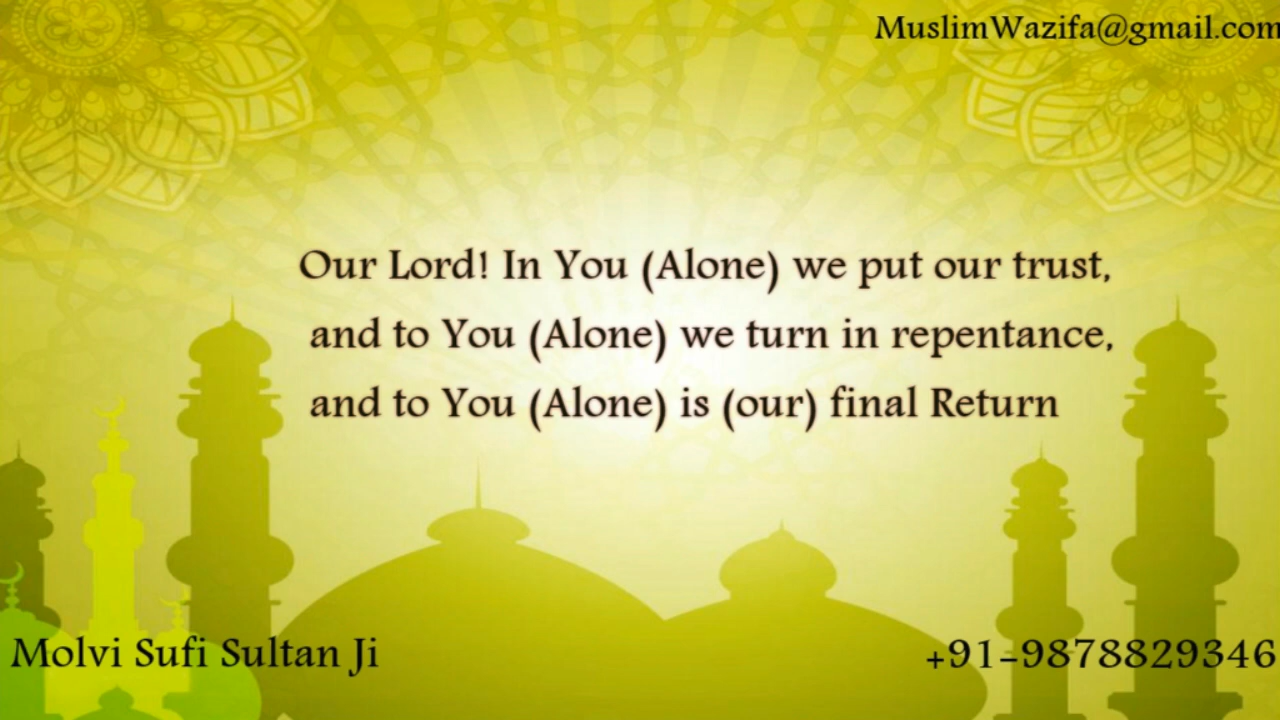 MuslimWazifa@gmail.com
Our Lord! In You (Alone) we put our trust,
and to You (Alone) we turn in repentance,
and to You (Alone) is (our) final Return
Molvi Sufi Sultan Ji
+91-9878829346